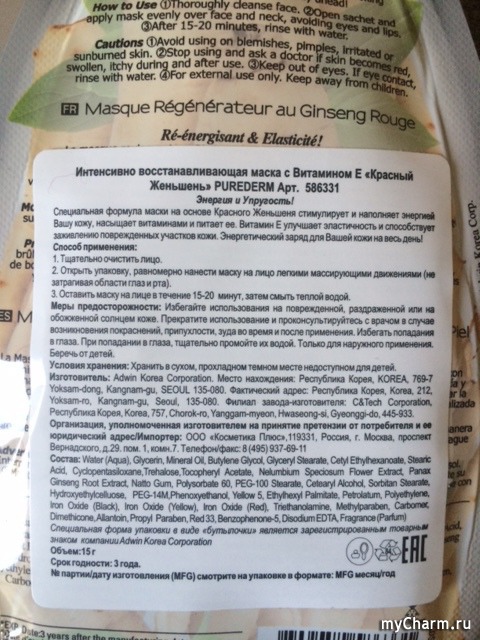 How to Use ①Thoroughly cleanse face. ②Open sachet and
apply mask evenly over face and neck, avoiding eyes and lips.
③After 15-20 minutes, rinse with water.
Cautions ①Avoid using on blemishes, pimples, irritated or
sunburned skin. ②Stop using and ask a doctor if skin becomes red,
swollen, itchy during and after use. ③Keep out of eyes. If eye contact,
rinse with water. ④For external use only. Keep away from children.
FR Masque Régénérateur au Ginseng Rouge
Ré-énergisant & Elasticité!
Интенсивно восстанавливающая маска с Витамином Е «Красный
Женьшень» PUREDERM Арт. 586331
Энергия и Упругость!
Специальная формула маски на основе Красного Женьшеня стимулирует и наполняет энергией
Вашу кожу, насыщает витаминами и питает ее. Витамин Е улучшает эластичность и способствует
заживлению поврежденных участков кожи. Энергетический заряд для Вашей кожи на весь день!
Способ применения:
1. Тщательно очистить лицо.
2. Открыть упаковку, равномерно нанести маску на лицо легкими массирующими движениями (не
затрагивая области глаз и рта).
3. Оставить маску на лице в течение 15-20 минут, затем смыть теплой водой.
Меры предосторожности: Избегайте использования на поврежденной, раздраженной или на
обожженной солнцем коже. Прекратите использование и проконсультируйтесь с врачом в случае
возникновения покраснений, припухлости, зуда во время и после применения. Избегать попадания
в глаза. При попадании в глаза, тщательно промойте их водой. Только для наружного применения.
Беречь от детей.
Условия хранения: Хранить в сухом, прохладном темном месте недоступном для детей.
Изготовитель: Adwin Korea Corporation. Место нахождения: Республика Корея, KOREA, 769-7
Yoksam-dong, Kangnam-gu, SEOUL 135-080. Фактический адрес: Республика Корея, 212,
Yoksam-ro, Kangnam-gu, Seoul, 135-080. Филиал завода-изготовителя: C&Tech Corporation,
Республика Корея, 757, Chorok-ro, Yanggam-myeon, Hwaseong-si, Gyeonggi-do, 445-933.
Организация, уполномоченная изготовителем на принятие претензий от потребителя и ее
юридический адрес/Импортер: ООО «Косметика Плюс»,119331, Россия, г. Москва, проспект
Вернадского, д.29. пом. 1, комн.7. Телефон/факс: 8 (495) 937-69-11
Состав: Water (Aqua), Glycerin, Mineral Oil, Butylene Glycol, Glyceryl Stearate, Cetyl Ethylhexanoate, Stearic
Acid, Cyclopentasiloxane,Trehalose,Tocopheryl Acetate, Nelumbium Speciosum Flower Extract, Panax
Ginseng Root Extract, Natto Gum, Polysorbate 60, PEG-100 Stearate, Cetearyl Alcohol, Sorbitan Stearate,
Hydroxyethylcellulose, PEG-14M,Phenoxyethanol, Yellow 5, Ethylhexyl Palmitate, Petrolatum, Polyethylene,
Iron Oxide (Black), Iron Oxide (Yellow), Iron Oxide (Red), Triethanolamine, Methylparaben, Carbomer,
Dimethicone, Allantoin, Propyl Paraben, Red 33, Benzophenone-5, Disodium EDTA, Fragrance (Parfum)
Специальная форма упаковки в виде «бутылочки» является зарегистрированным товарным
знаком компании Adwin Korea Corporation
Объем:15 г
Срок годности: 3 года.
№ партии/дату изготовления (MFG) смотрите на упаковке в формате: MFG месяц/год
EAC
Korea Corp.
ES
*EXP Date:3 years after the manufacturing
myCharm.ru